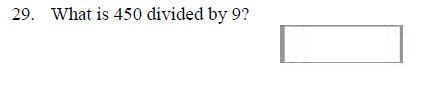 29. What is 450 divided by 9?